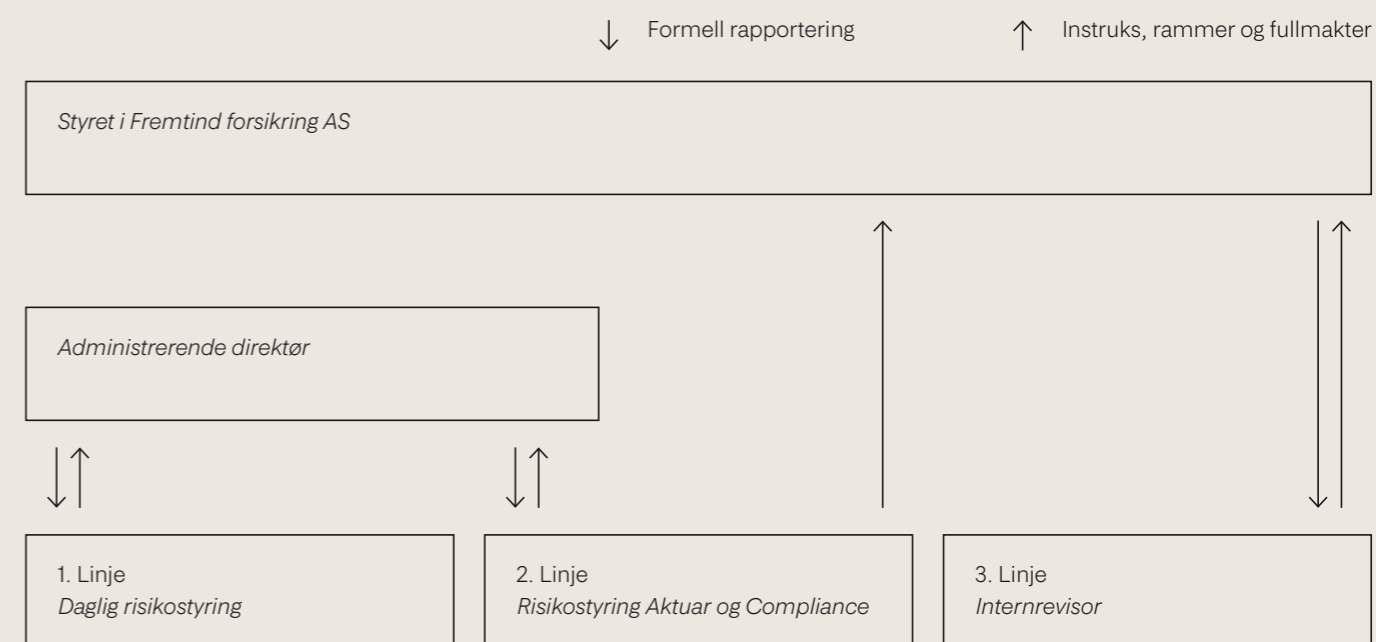 Formell rapportering
Instruks, rammer og fullmakter
Styret i Fremtind forsikring AS
Administrerende direktør
1. Linje
Daglig risikostyring
2. Linje
Risikostyring Aktuar og Compliance
3. Linje
Internrevisor